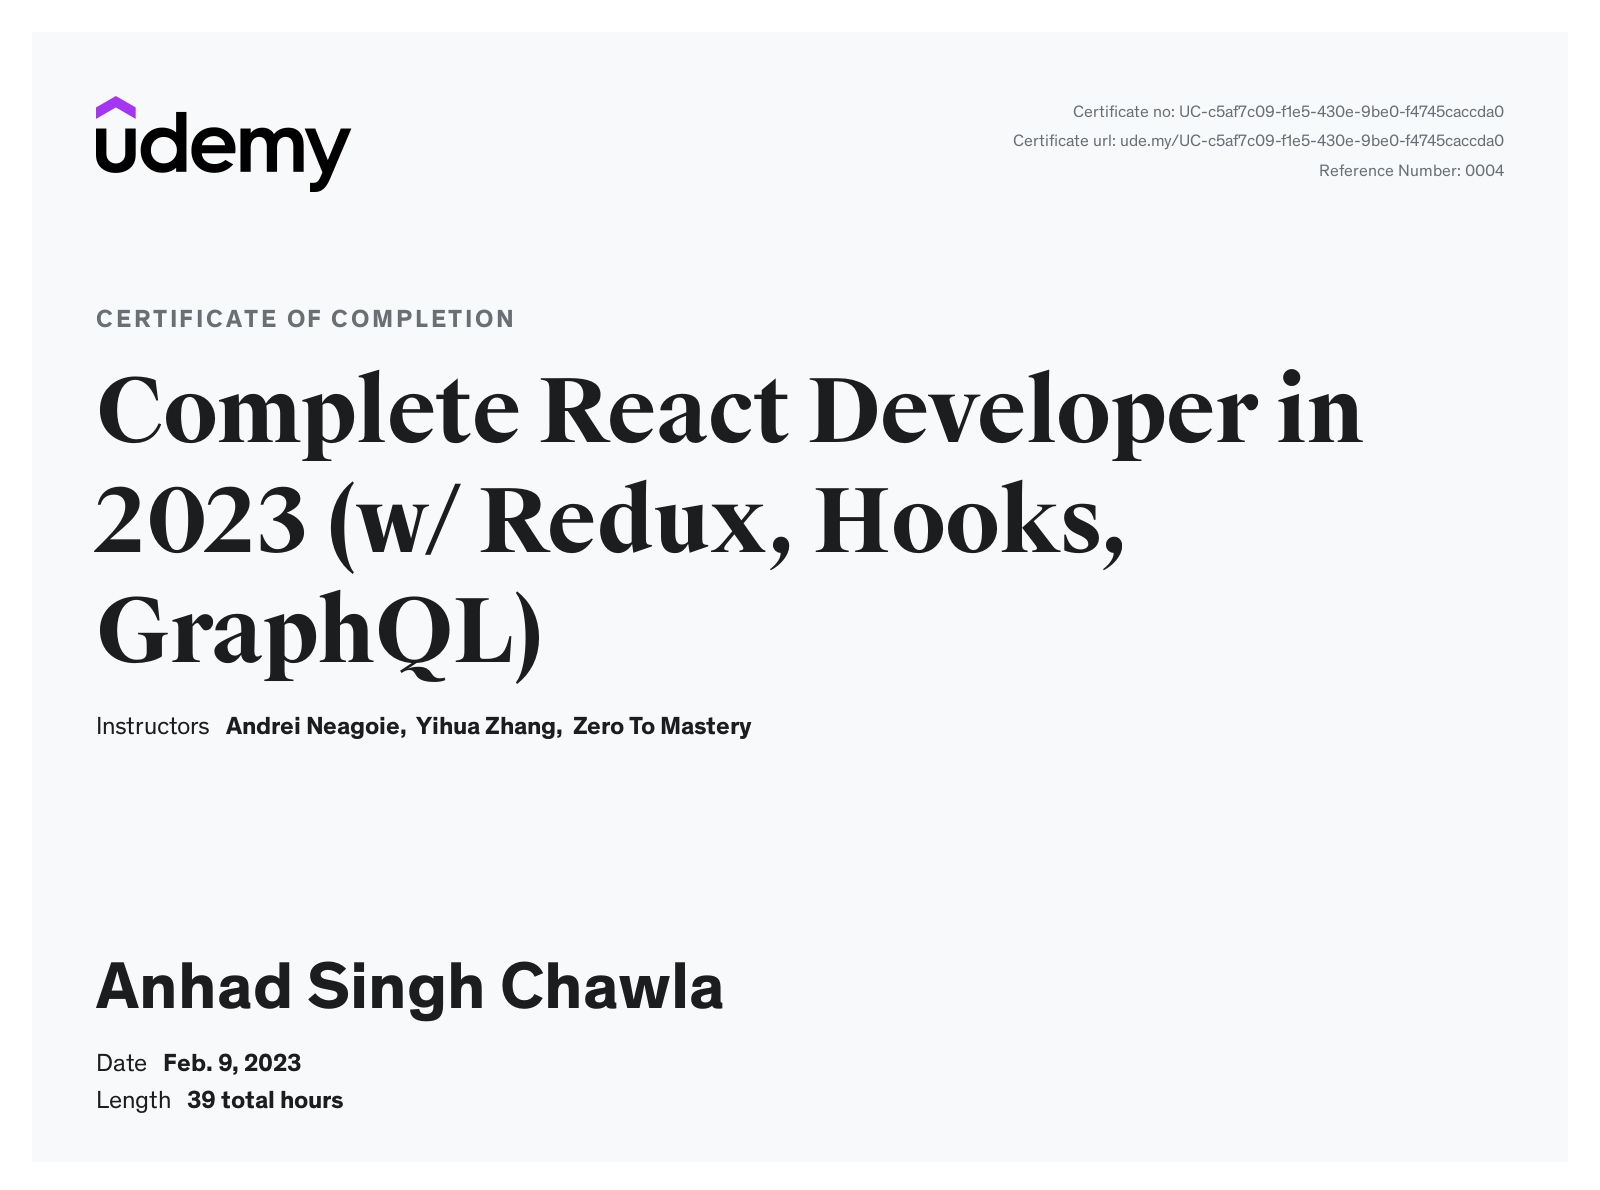 udemy
Certificate no: UC-c5af7c09-f1e5-430e-9be0-f4745caccda0
Certificate url: ude.my/UC-c5af7c09-f1e5-430e-9be0-f4745caccda0
Reference Number: 0004
CERTIFICATE OF COMPLETION
Complete React Developer in
2023 (w/ Redux, Hooks,
GraphQL)
Instructors Andrei Neagoie, Yihua Zhang, Zero To Mastery
Anhad Singh Chawla
Date Feb. 9, 2023
Length 39 total hours